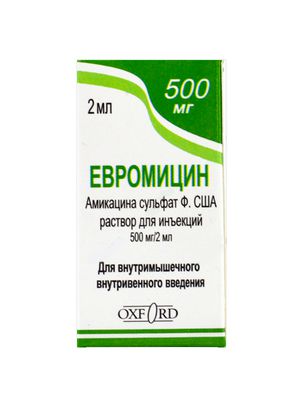 500
мг
2 мл
ЕВРОМИЦИН
Амикацина сульфат Ф. США
раствор для инъекций
500 мг/2 мл
Для внутримышечного
внутривенного введения
OXFORD